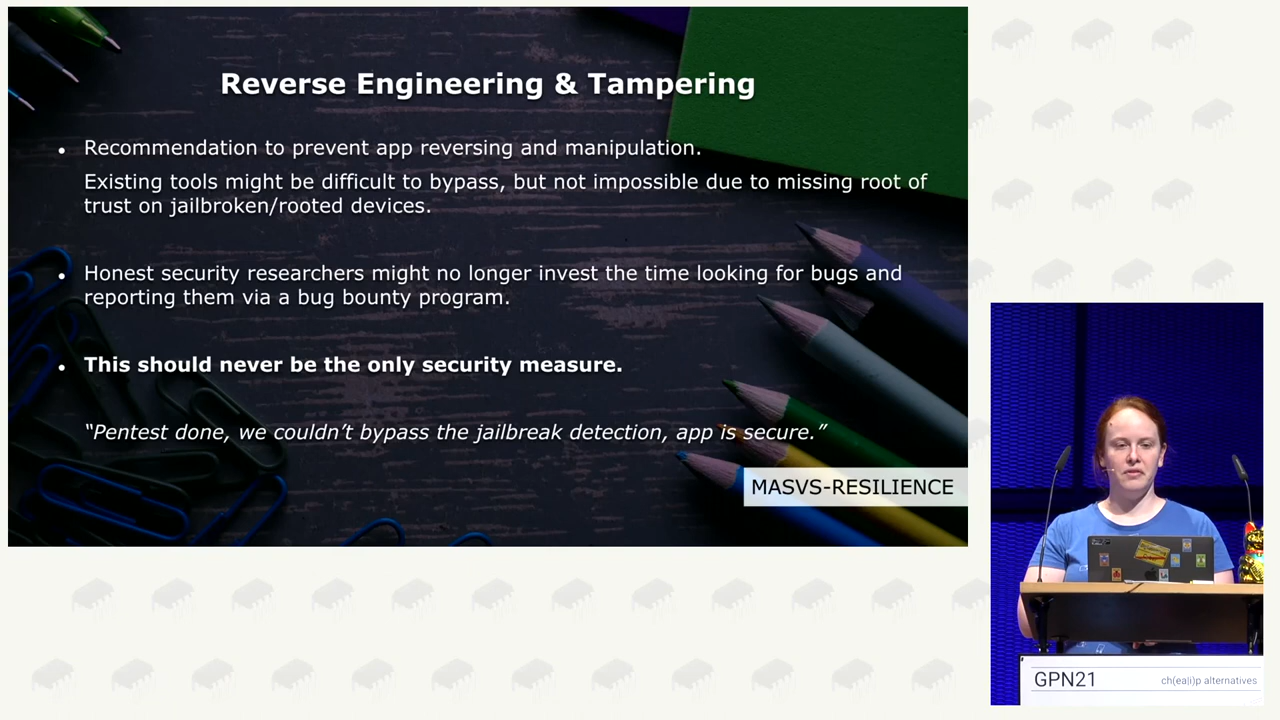 Reverse Engineering & Tampering
• Recommendation to prevent app reversing and manipulation.
Existing tools might be difficult to bypass, but not impossible due to missing root of
trust on jailbroken/rooted devices.
• Honest security researchers might no longer invest the time looking for bugs and
reporting them via a bug bounty program.
• This should never be the only security measure.
“Pentest done, we couldn’t bypass the jailbreak detection, app is secure.”
MASVS-RESILIENCE
GPN21
ch(ea|i)p alternatives